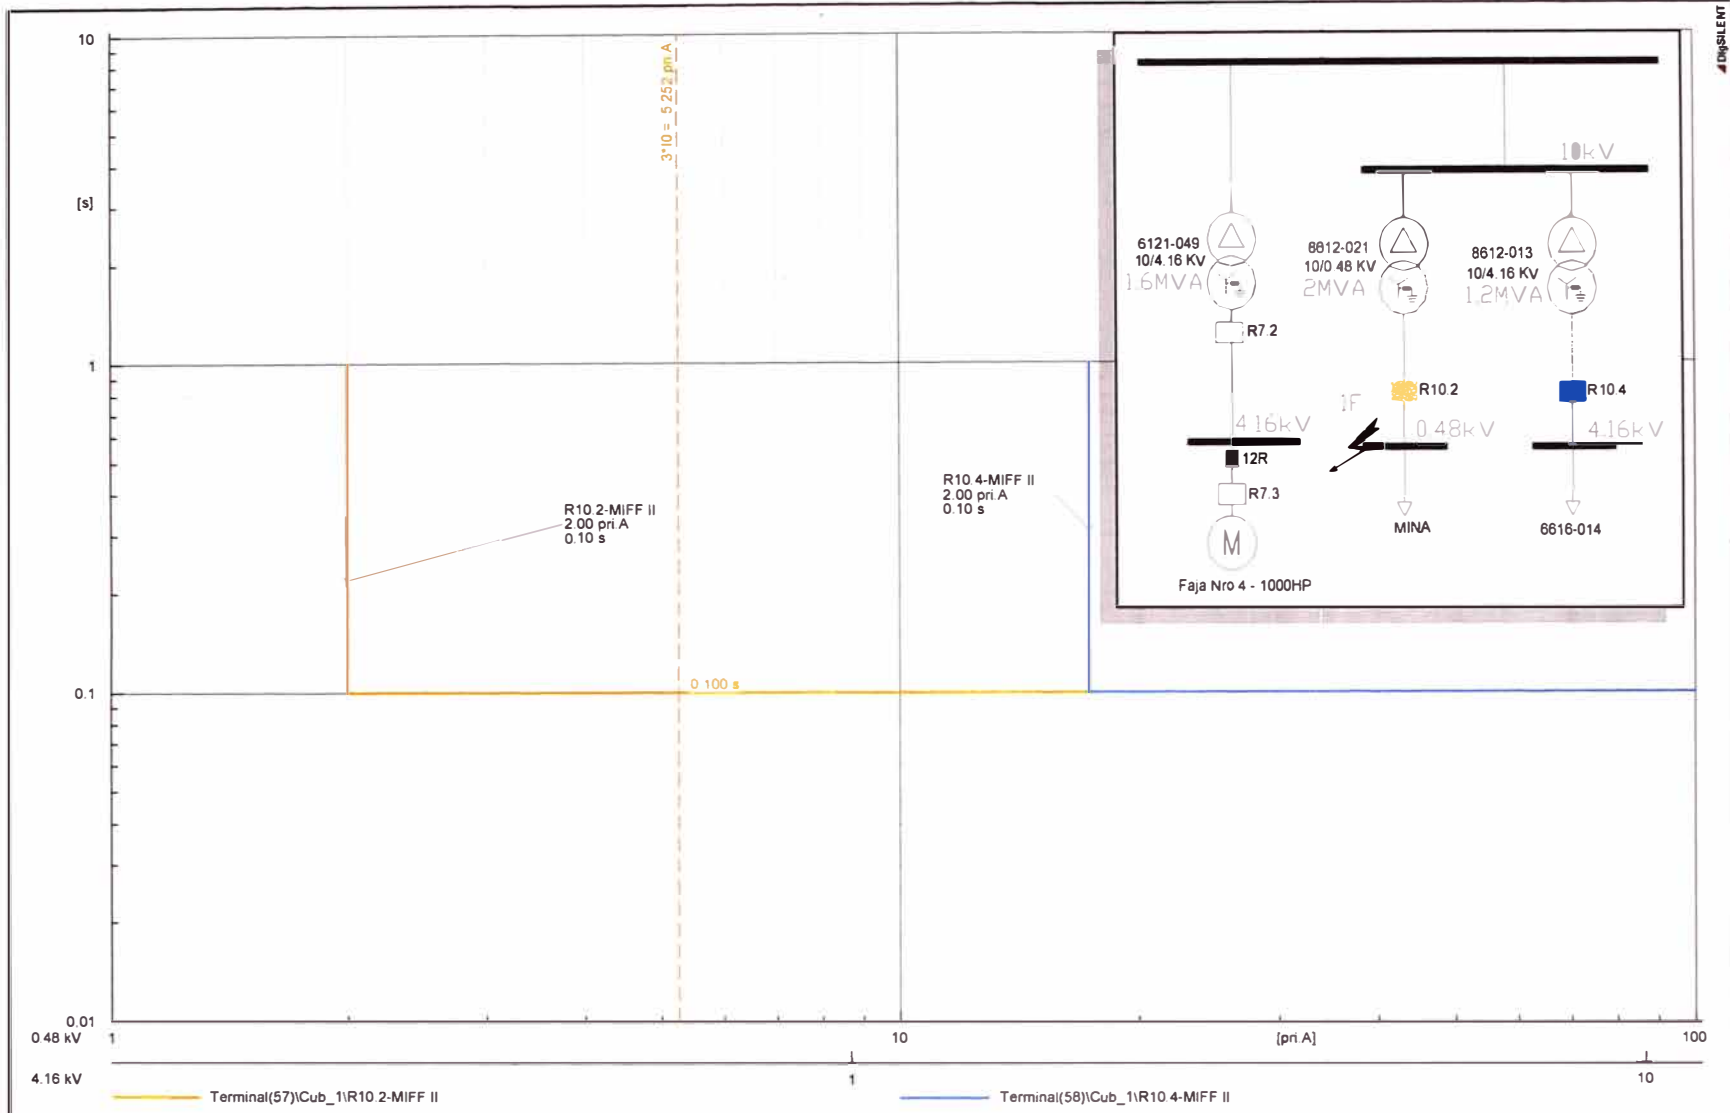 DIgSILENT
10
[s]
1
0.1
0.01
3*I0 = 5 252 pri.A
R10.2-MIFF II
2.00 pri.A
0.10 s
R10.4-MIFF II
2.00 pri.A
0.10 s
0 100 s
10kV
6121-049
10/4.16 KV
1.6MVA
8812-021
10/0 48 KV
2MVA
8612-013
10/4.16 KV
1.2MVA
R7.2
R10.2
R10.4
1F
4 16kV
0.48kV
4.16kV
12R
R7.3
M
MINA
6616-014
Faja Nro 4 - 1000HP
0.48 kV
1
10
[pri.A]
100
4.16 kV
1
10
Terminal(57)\Cub_1\R10.2-MIFF II
Terminal(58)\Cub_1\R10.4-MIFF II